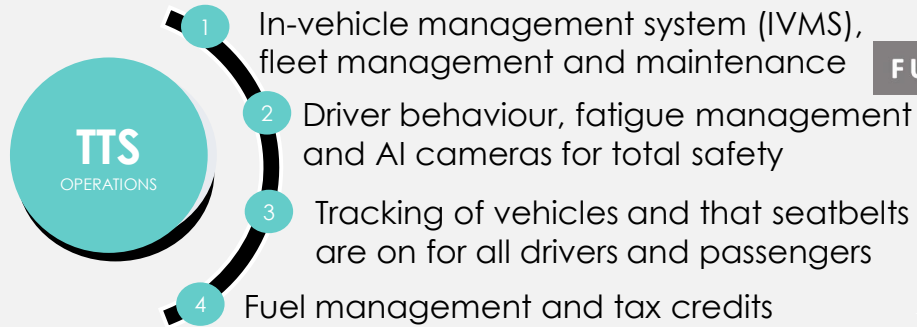 TTS
OPERATIONS
1
In-vehicle management system (IVMS),
fleet management and maintenance
2
Driver behaviour, fatigue management
and AI cameras for total safety
3
Tracking of vehicles and that seatbelts
are on for all drivers and passengers
4
Fuel management and tax credits